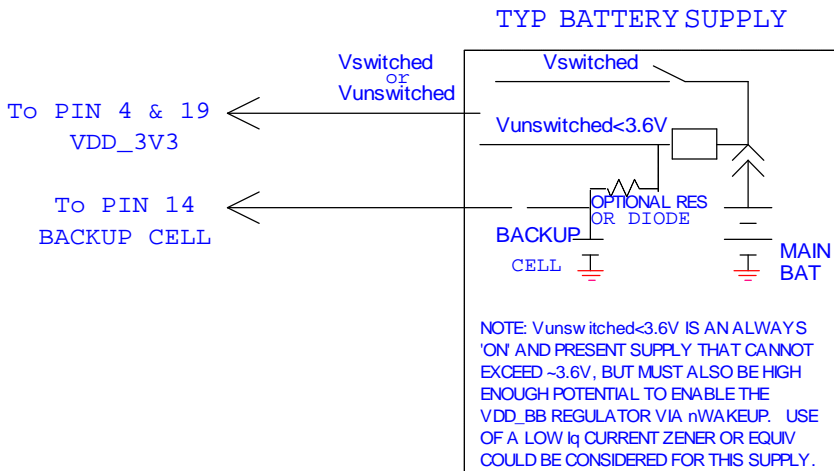 TYP BATTERY SUPPLY
Vswitched
or
Vunswitched
Vswitched
To PIN 4 & 19
VDD_3V3
Vunswitched<3.6V
To PIN 14
BACKUP CELL
OPTIONAL RES
OR DIODE
BACKUP
CELL
MAIN
BAT
NOTE: Vunswitched<3.6V IS AN ALWAYS
'ON' AND PRESENT SUPPLY THAT CANNOT
EXCEED ~3.6V, BUT MUST ALSO BE HIGH
ENOUGH POTENTIAL TO ENABLE THE
VDD_BB REGULATOR VIA nWAKEUP. USE
OF A LOW Iq CURRENT ZENER OR EQUIV
COULD BE CONSIDERED FOR THIS SUPPLY.